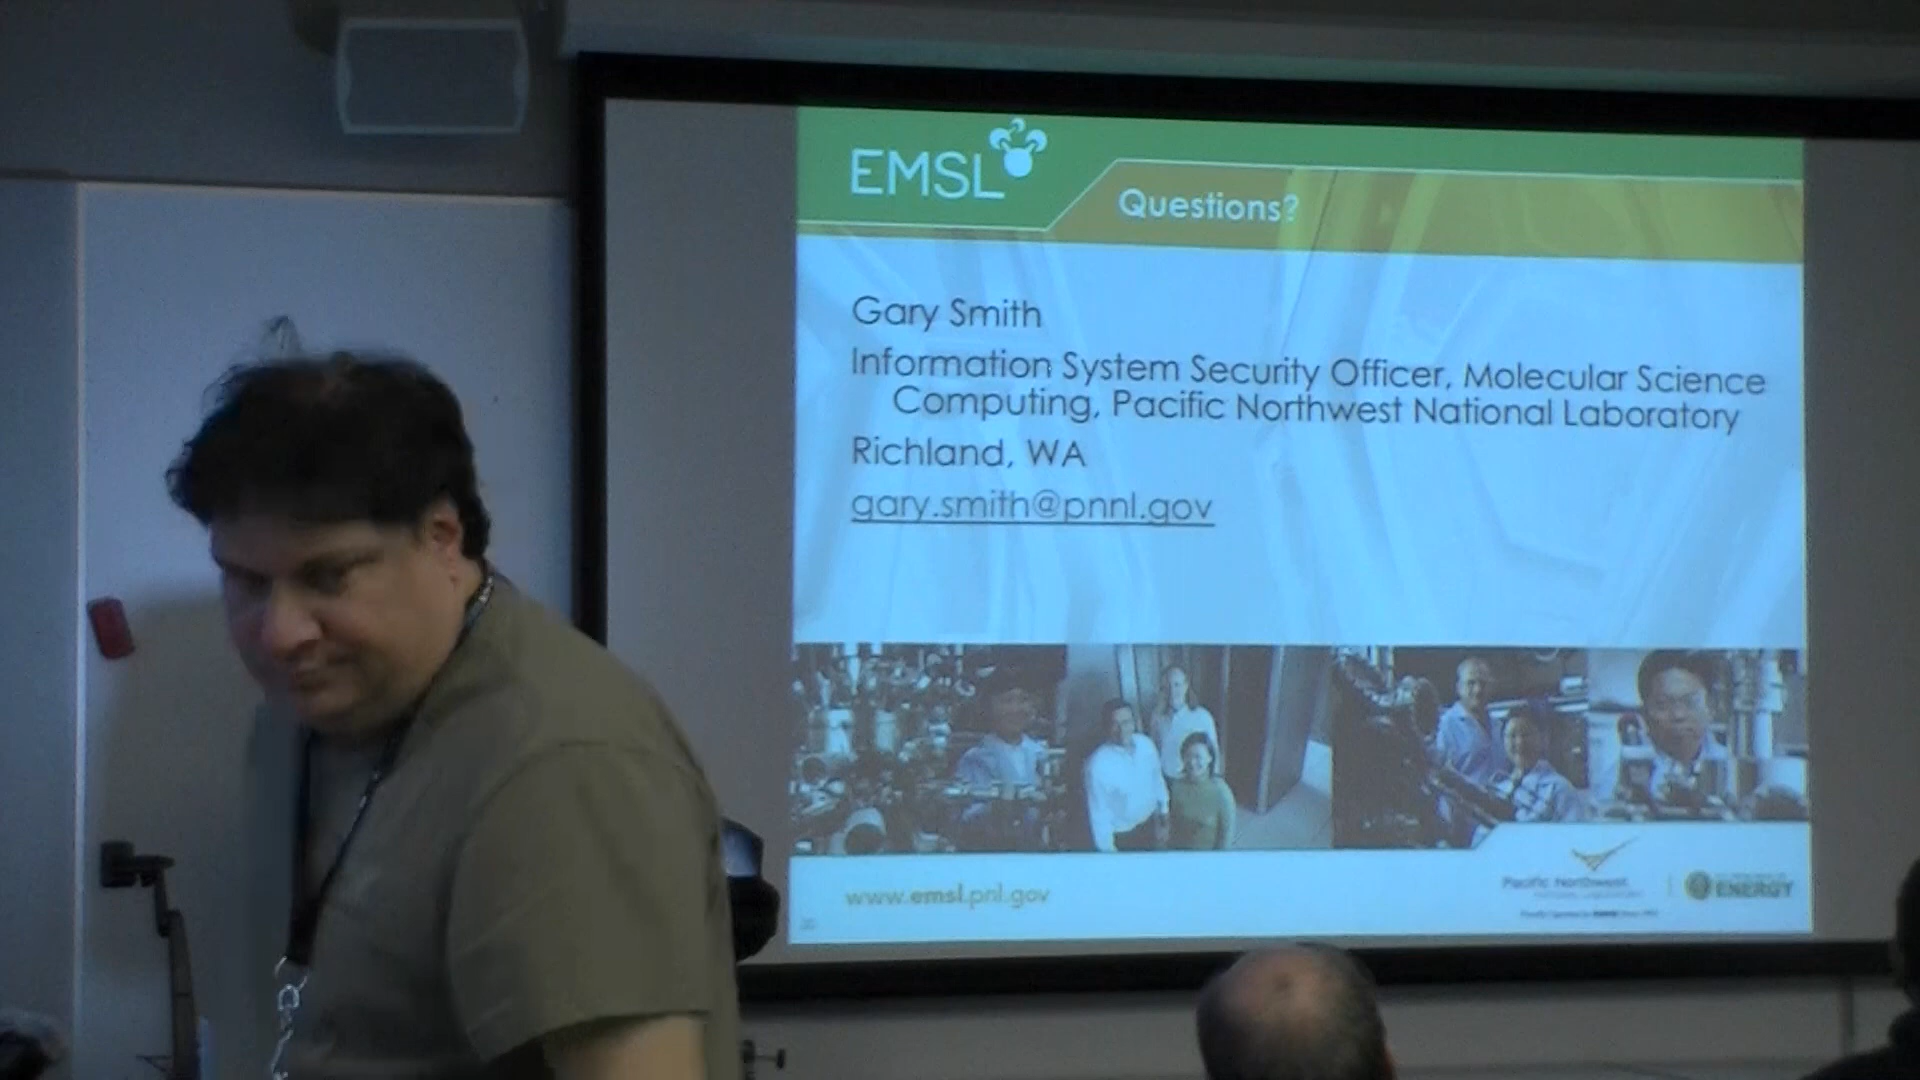 EMSL
Questions?
Gary Smith
Information System Security Officer, Molecular Science
Computing, Pacific Northwest National Laboratory
Richland, WA
gary.smith@pnnl.gov
www.emsl.pnl.gov
Pacific Northwest
ENERGY